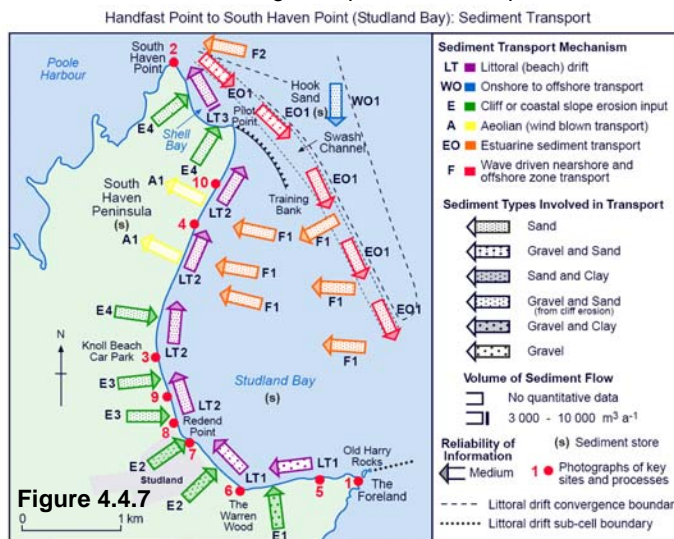 Handfast Point to South Haven Point (Studland Bay): Sediment Transport
Poole
Harbour
South
Haven
Point
2
F2
Hook
Sand
(s)
WO1
EO1
EO1
Pilot
Point
Swash
Channel
LT3
Shell
Bay
E4
E4
Training
Bank
EO1
A1
10
LT2
South
Haven
Peninsula
(s)
4
A1
LT2
F1
F1
F1
F1
F1
F1
EO1
EO1
E4
LT2
N
Knoll Beach
Car Park
3
E3
9
LT2
E3
8
Redend
Point
7
Studland Bay
(s)
E2
Studland
E2
LT1
LT1
Old Harry
Rocks
1
The
Foreland
5
6
The
Warren
Wood
E1
Figure 4.4.7
0
1 km
Sediment Transport Mechanism
LT Littoral (beach) drift
WO Onshore to offshore transport
E Cliff or coastal slope erosion input
A Aeolian (wind blown transport)
EO Estuarine sediment transport
F Wave driven nearshore and
offshore zone transport
Sediment Types Involved in Transport
Sand
Gravel and Sand
Sand and Clay
Gravel and Sand
(from cliff erosion)
Gravel and Clay
Gravel
Volume of Sediment Flow
No quantitative data
3 000 - 10 000 m³ a⁻¹
Reliability of
Information
Medium
(s) Sediment store
1 Photographs of key
sites and processes
Littoral drift convergence boundar
Littoral drift sub-cell boundary